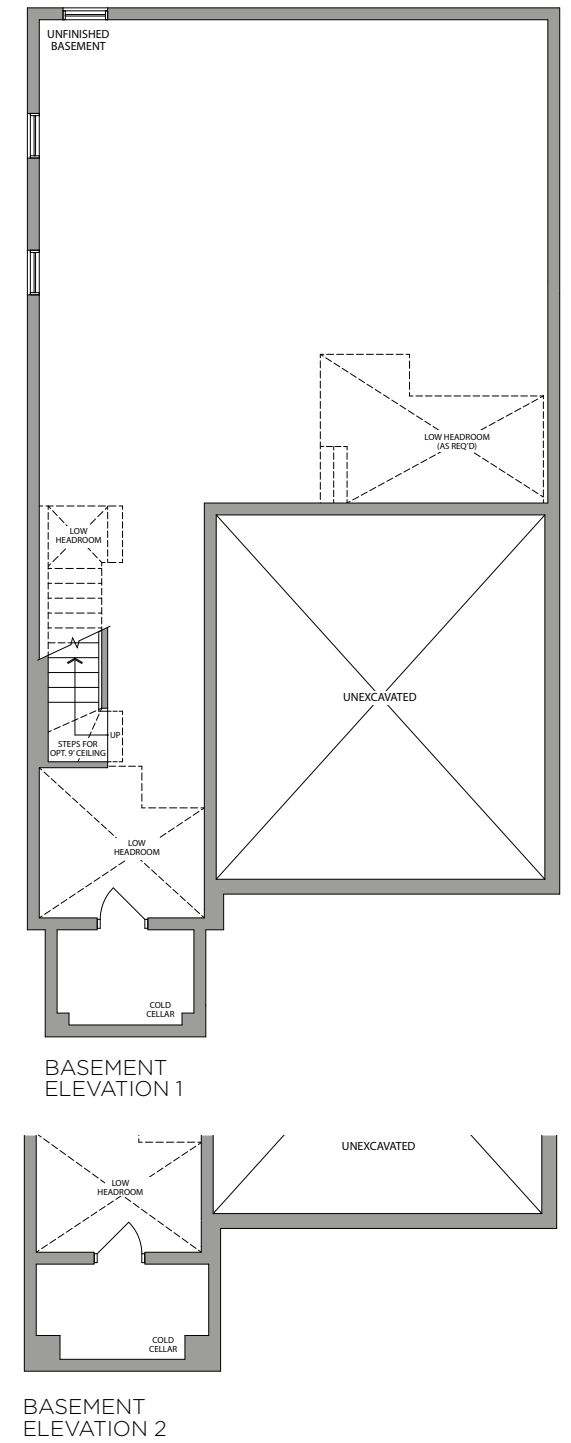 UNFINISHED
BASEMENT
LOW HEADROOM
(AS REQ'D)
LOW
HEADROOM
UNEXCAVATED
UP
STEPS FOR
OPT. 9' CEILING
LOW
HEADROOM
COLD
CELLAR
BASEMENT
ELEVATION 1
UNEXCAVATED
LOW
HEADROOM
COLD
CELLAR
BASEMENT
ELEVATION 2